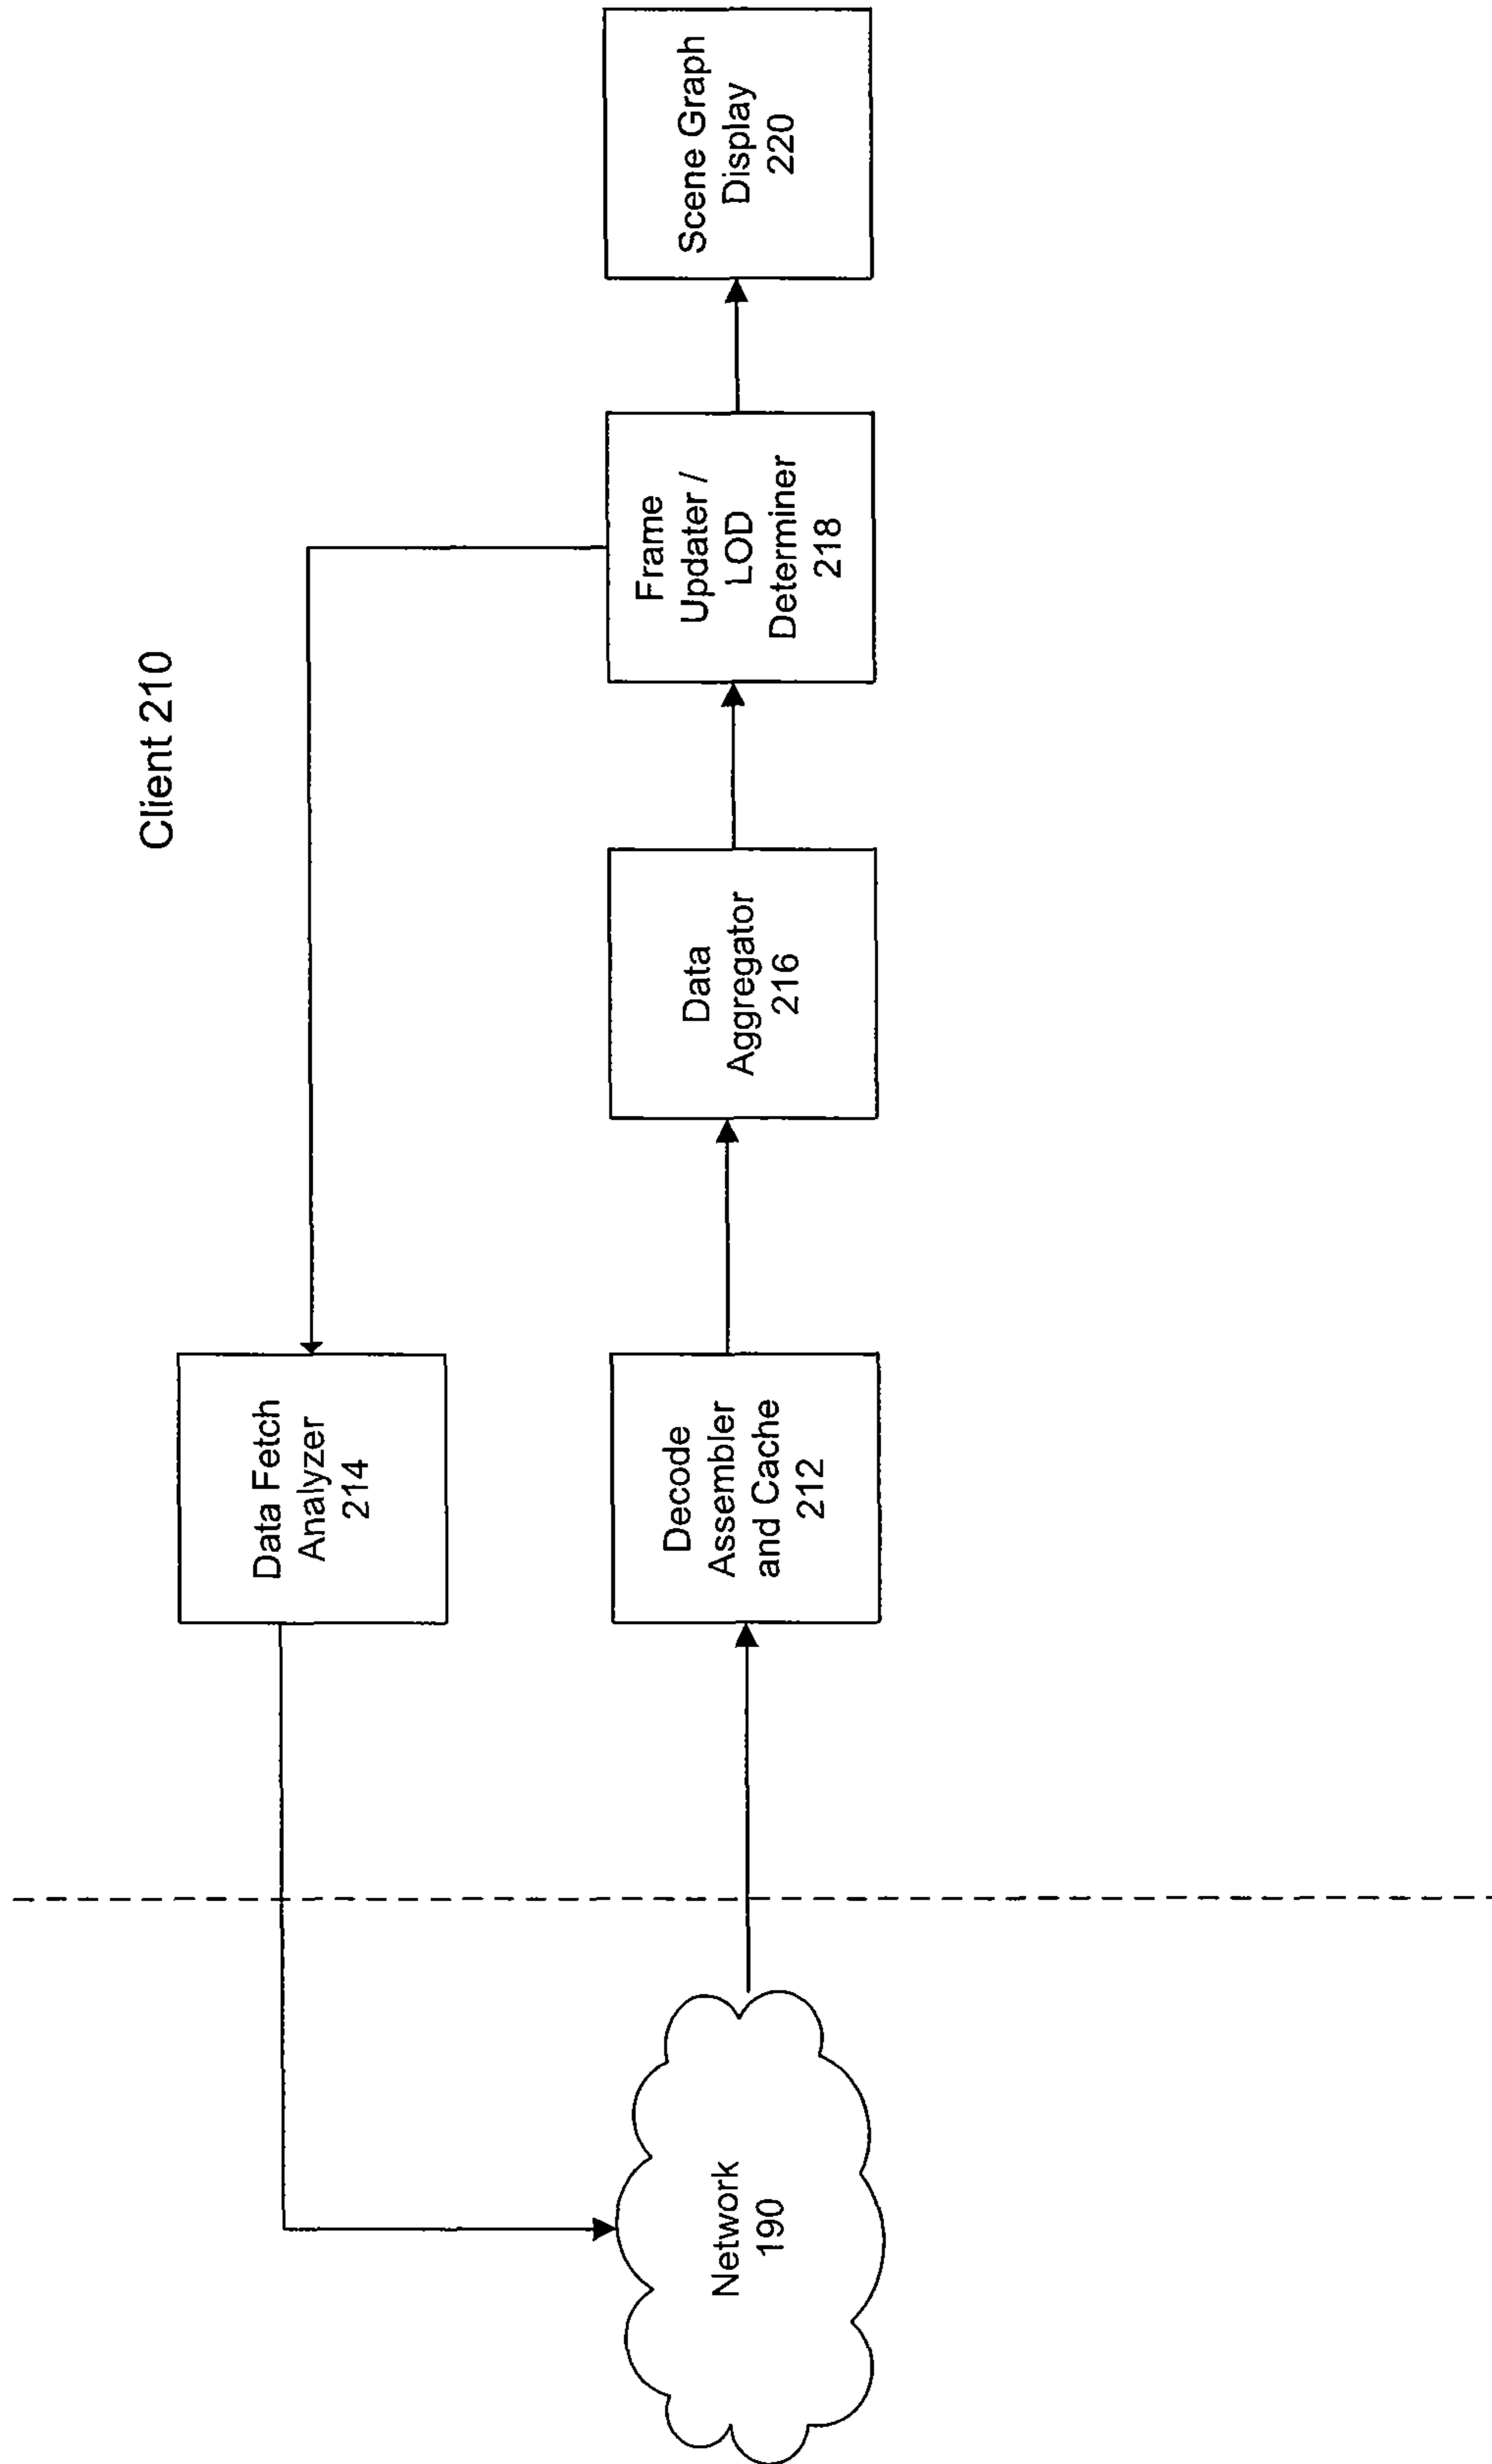 Client 210
Data Fetch
Analyzer
214
Network
190
Decode
Assembler
and Cache
212
Data
Aggregator
216
Frame
Updater /
LOD
Determiner
218
Scene Graph
Display
220